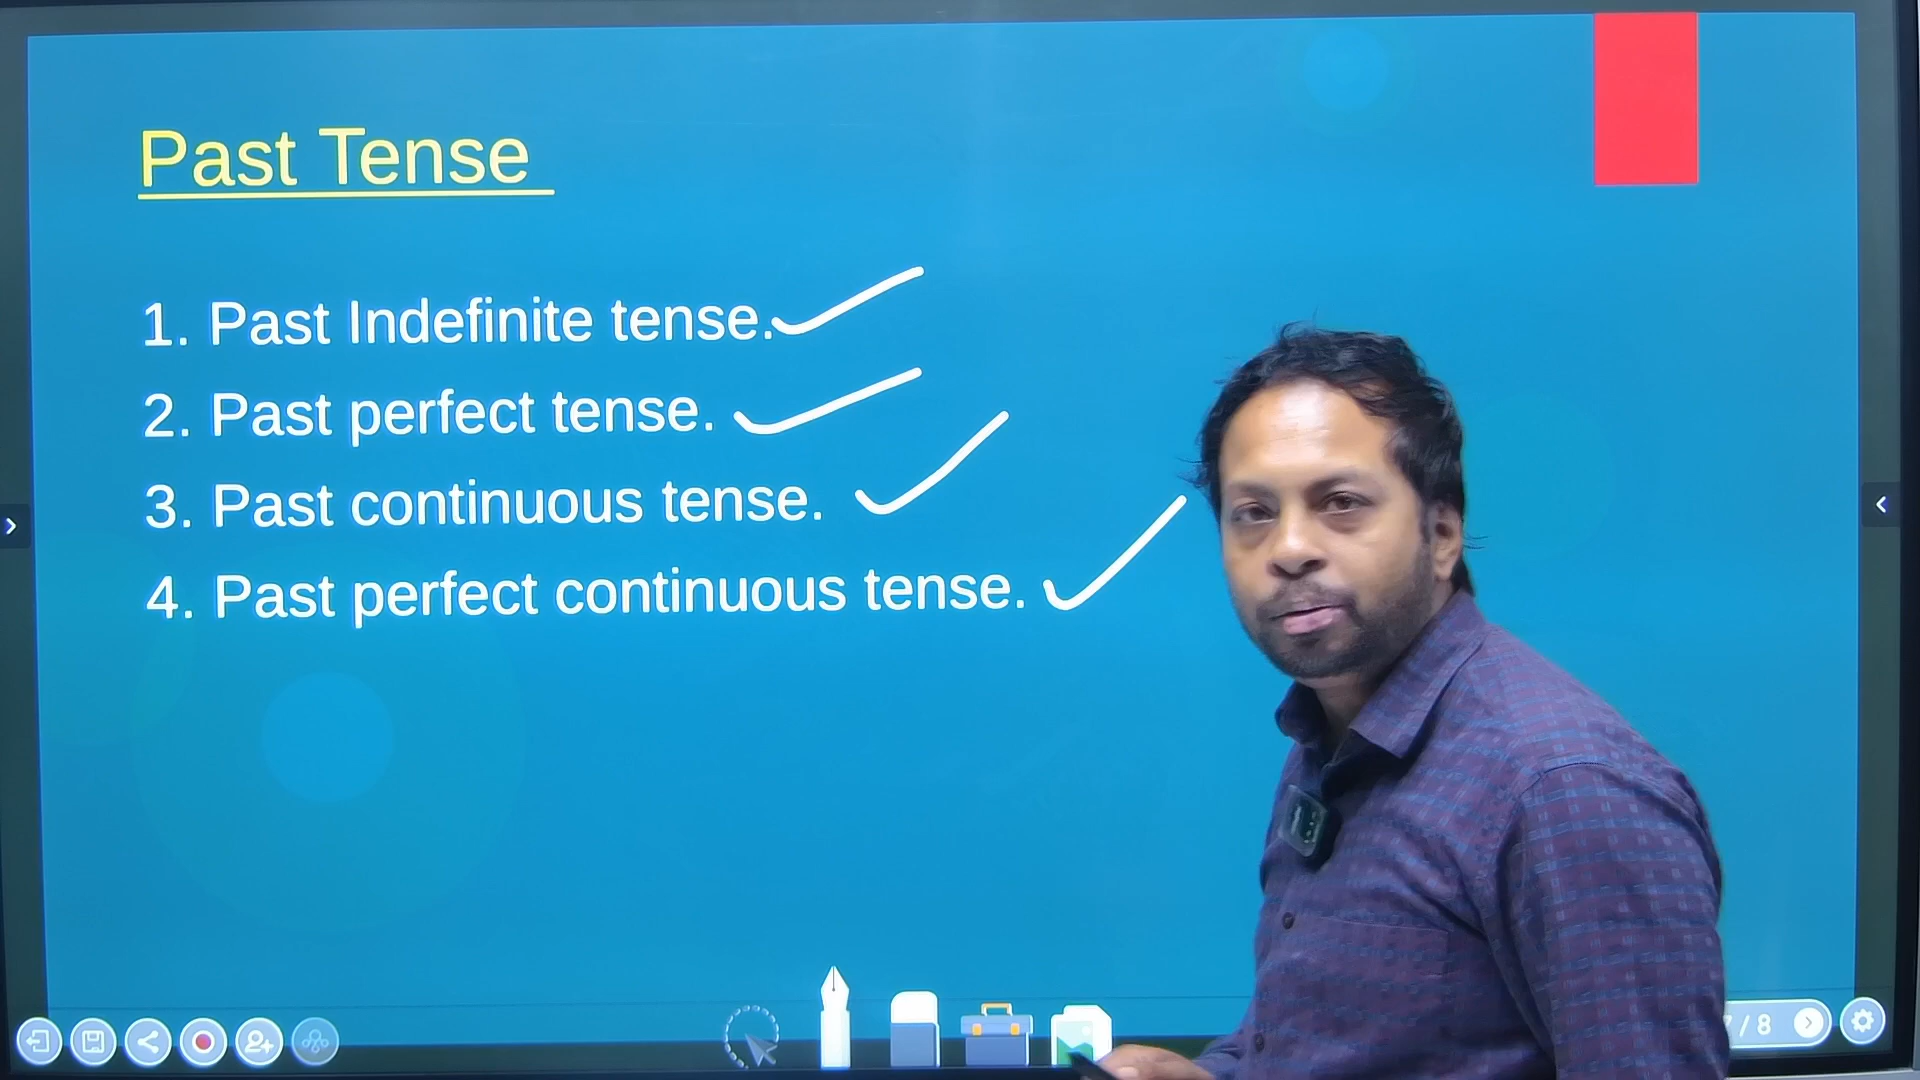 Past Tense
1. Past Indefinite tense.
2. Past perfect tense.
3. Past continuous tense.
4. Past perfect continuous tense.
/ 8